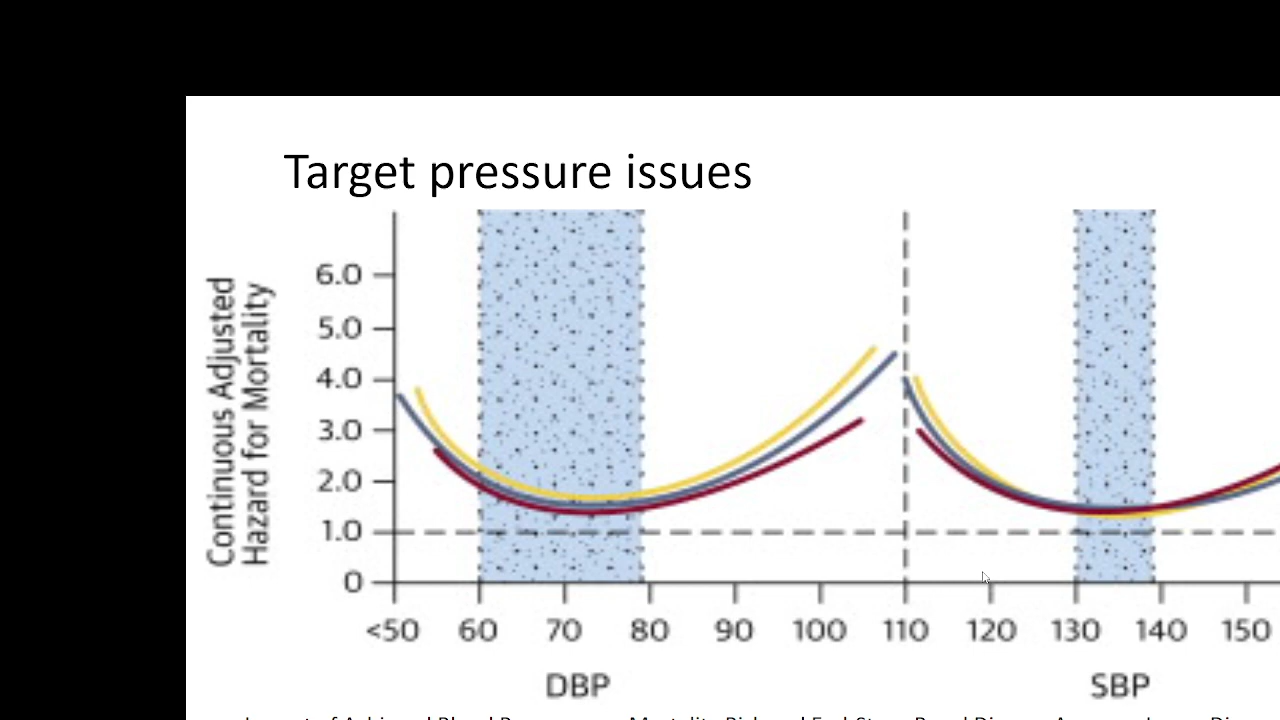 Target pressure issues
Continuous Adjusted
Hazard for Mortality
6.0
5.0
4.0
3.0
2.0
1.0
0
<50 60 70 80 90 100 110 120 130 140 150
DBP SBP